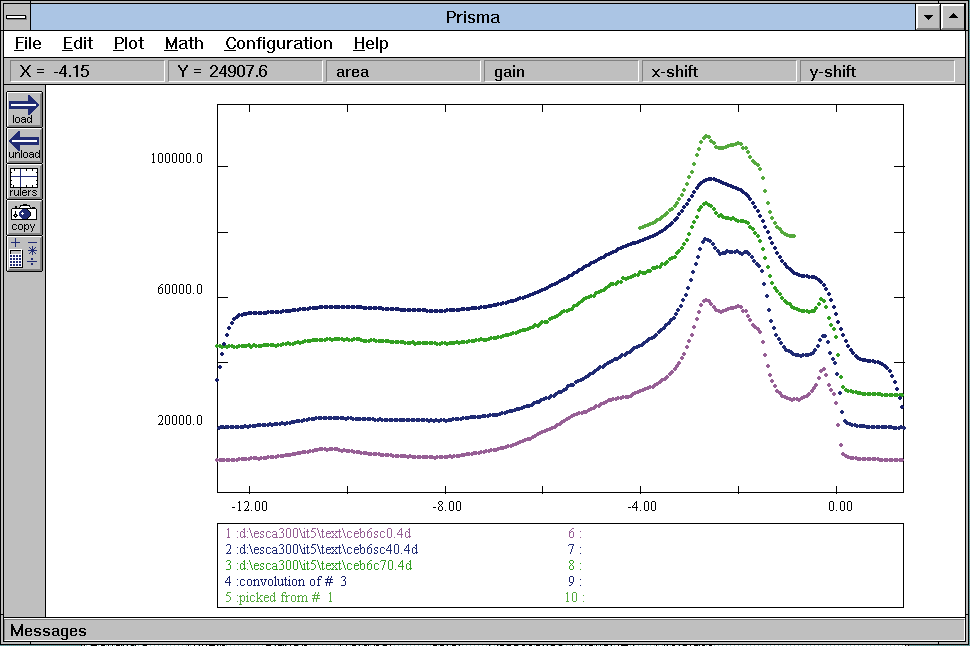 Prisma
File Edit Plot Math Configuration Help
X = -4.15 Y = 24907.6 area gain x-shift y-shift
load
unload
rulers
copy
100000.0
60000.0
20000.0
-12.00 -8.00 -4.00 0.00
1 :d:\esca300\it5\text\ceb6sc0.4d 6 :
2 :d:\esca300\it5\text\ceb6sc40.4d 7 :
3 :d:\esca300\it5\text\ceb6c70.4d 8 :
4 :convolution of # 3 9 :
5 :picked from # 1 10 :
Messages